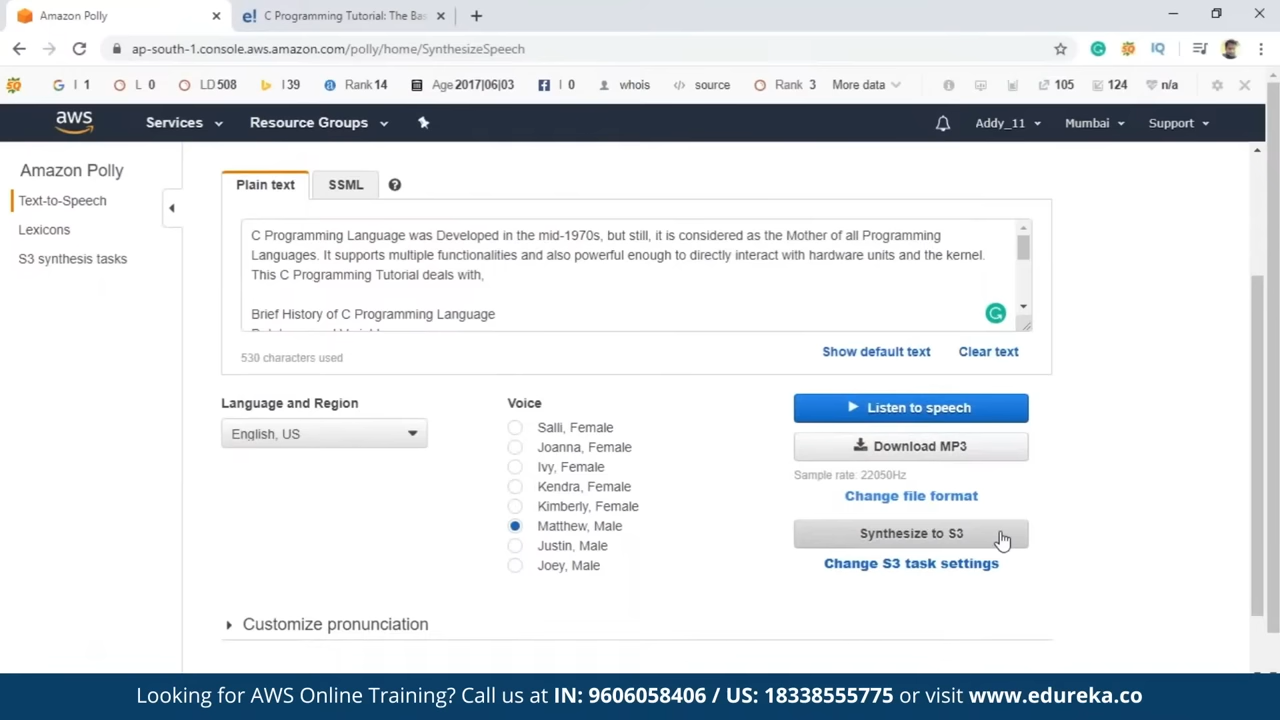 Amazon Polly
C Programming Tutorial: The Bas
ap-south-1.console.aws.amazon.com/polly/home/SynthesizeSpeech
IQ
G I 1
L 0
LD 508
I 39
Rank 14
Age 2017|06|03
I 0
whois
source
Rank 3
More data
105
124
n/a
aws
Services
Resource Groups
Addy_11
Mumbai
Support
Amazon Polly
Text-to-Speech
Lexicons
S3 synthesis tasks
Plain text
SSML
C Programming Language was Developed in the mid-1970s, but still, it is considered as the Mother of all Programming
Languages. It supports multiple functionalities and also powerful enough to directly interact with hardware units and the kernel.
This C Programming Tutorial deals with,
Brief History of C Programming Language
530 characters used
Show default text
Clear text
Language and Region
English, US
Voice
Salli, Female
Joanna, Female
Ivy, Female
Kendra, Female
Kimberly, Female
Matthew, Male
Justin, Male
Joey, Male
Listen to speech
Download MP3
Sample rate: 22050Hz
Change file format
Synthesize to S3
Change S3 task settings
Customize pronunciation
Looking for AWS Online Training? Call us at IN: 9606058406 / US: 18338555775 or visit www.edureka.co